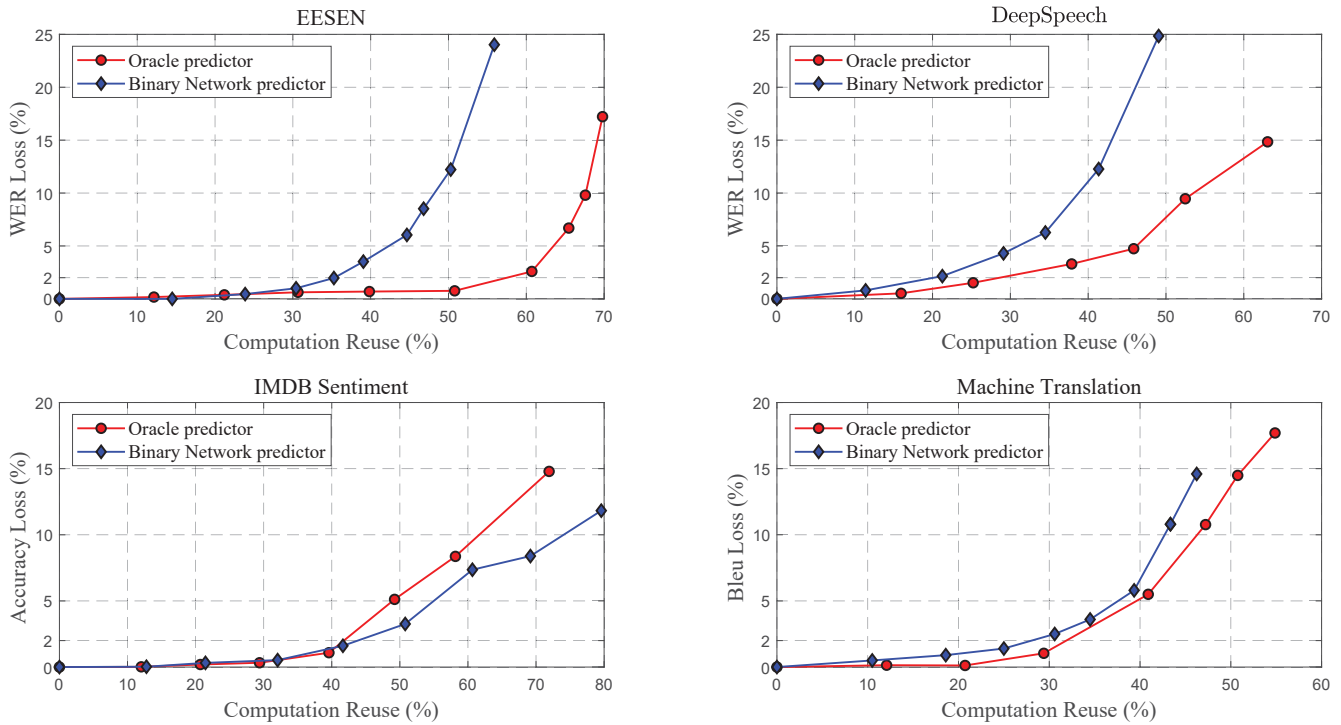 EESEN
25
20
15
10
5
2
0
WER Loss (%)
Oracle predictor
Binary Network predictor
0 10 20 30 40 50 60 70
Computation Reuse (%)
DeepSpeech
25
20
15
10
5
2
0
WER Loss (%)
Oracle predictor
Binary Network predictor
0 10 20 30 40 50 60 70
Computation Reuse (%)
IMDB Sentiment
20
15
10
5
2
0
Accuracy Loss (%)
Oracle predictor
Binary Network predictor
0 10 20 30 40 50 60 70 80
Computation Reuse (%)
Machine Translation
20
15
10
5
2
0
Bleu Loss (%)
Oracle predictor
Binary Network predictor
0 10 20 30 40 50 60
Computation Reuse (%)